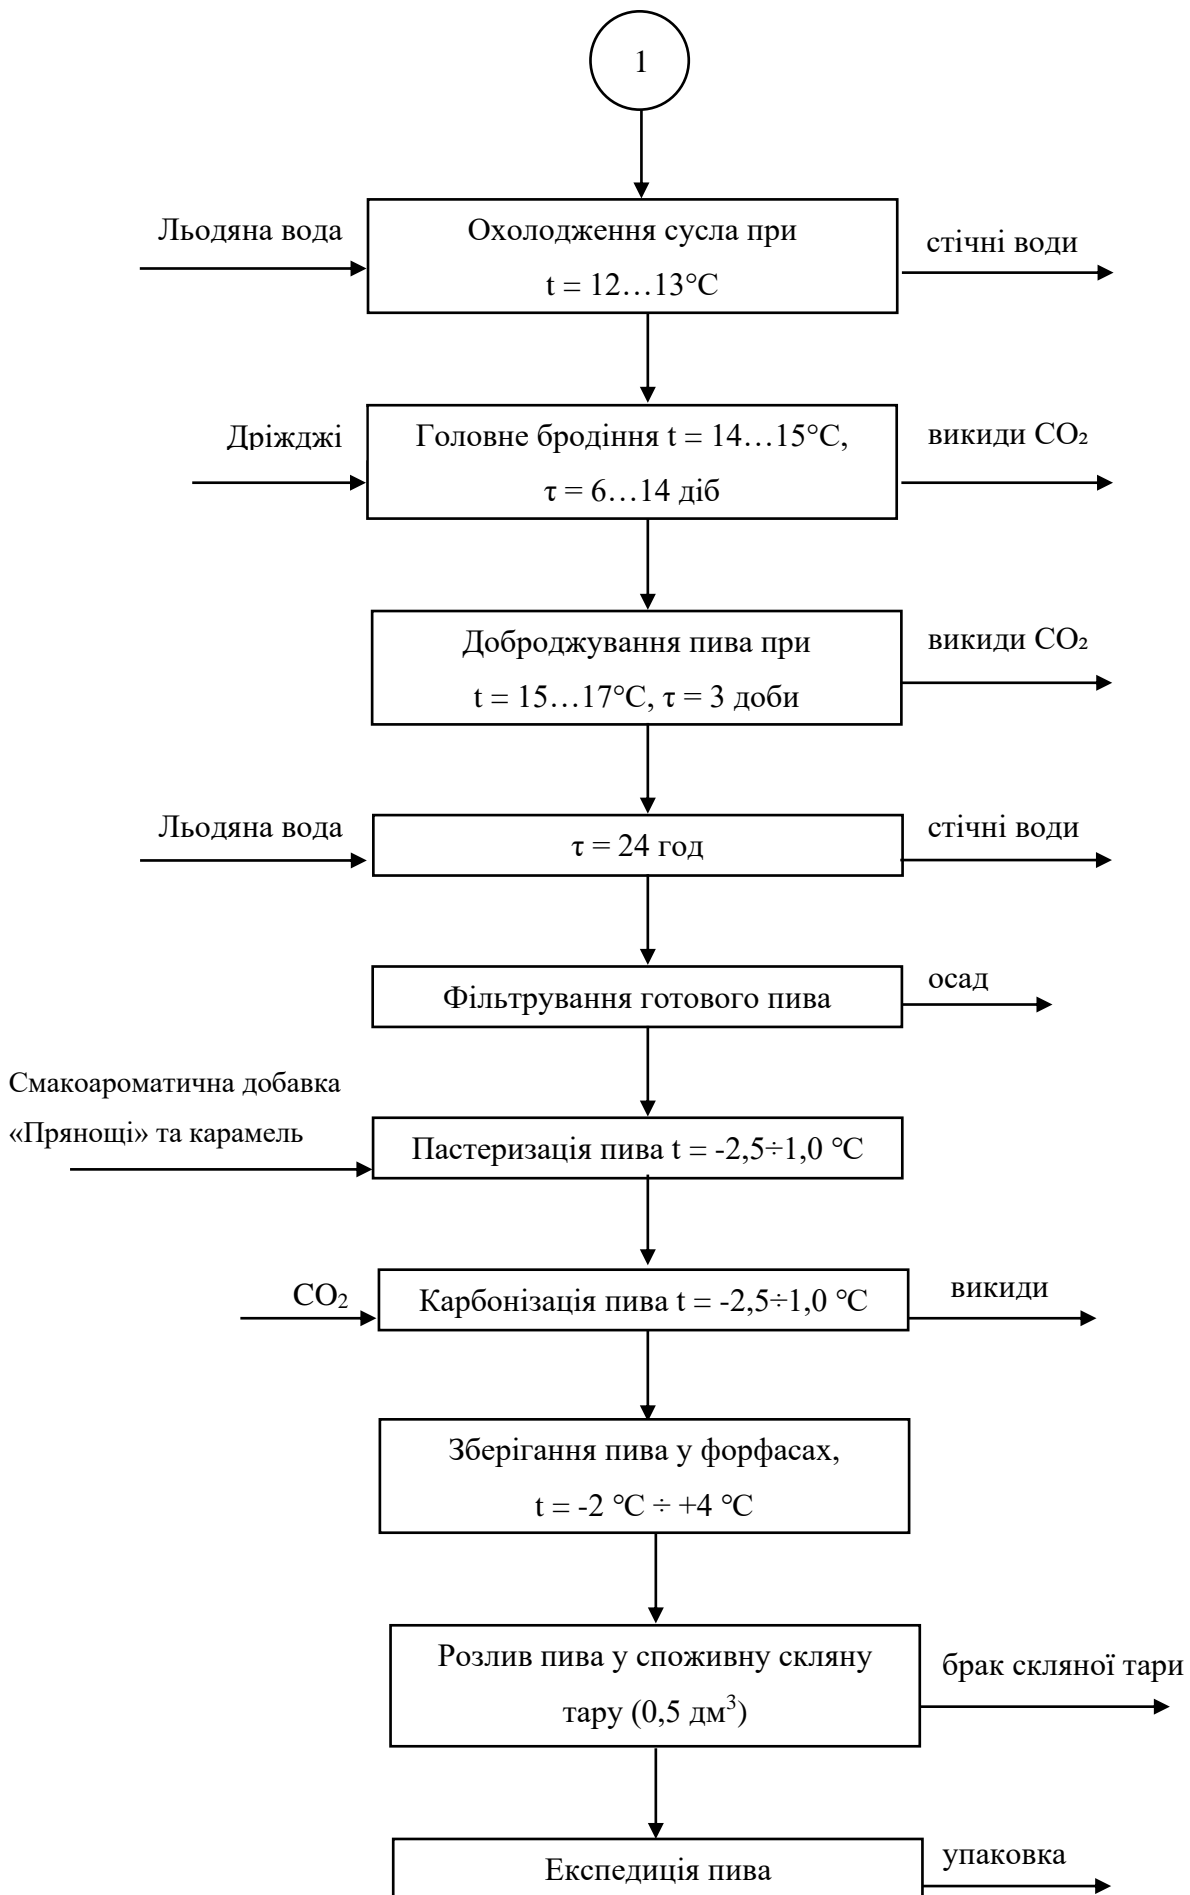 1
Льодяна вода
Охолодження сусла при
t = 12…13°C
стічні води
Дріжджі
Головне бродіння t = 14…15°C,
τ = 6…14 діб
викиди CO₂
Доброджування пива при
t = 15…17°C, τ = 3 доби
викиди CO₂
Льодяна вода
τ = 24 год
стічні води
Фільтрування готового пива
осад
Смакоароматична добавка
«Прянощі» та карамель
Пастеризація пива t = -2,5÷1,0 °C
CO₂
Карбонізація пива t = -2,5÷1,0 °C
викиди
Зберігання пива у форфасах,
t = -2 °C ÷ +4 °C
Розлив пива у споживну скляну
тару (0,5 дм³)
брак скляної тари
Експедиція пива
упаковка